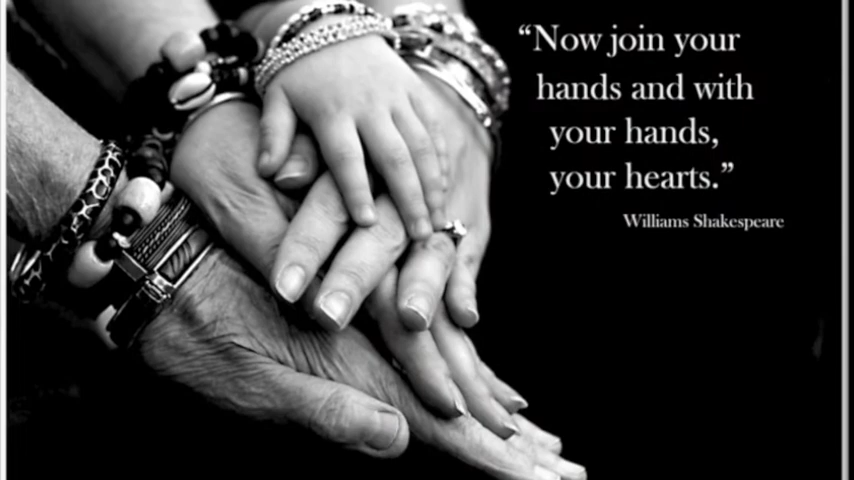 “Now join your
hands and with
your hands,
your hearts.”
Williams Shakespeare